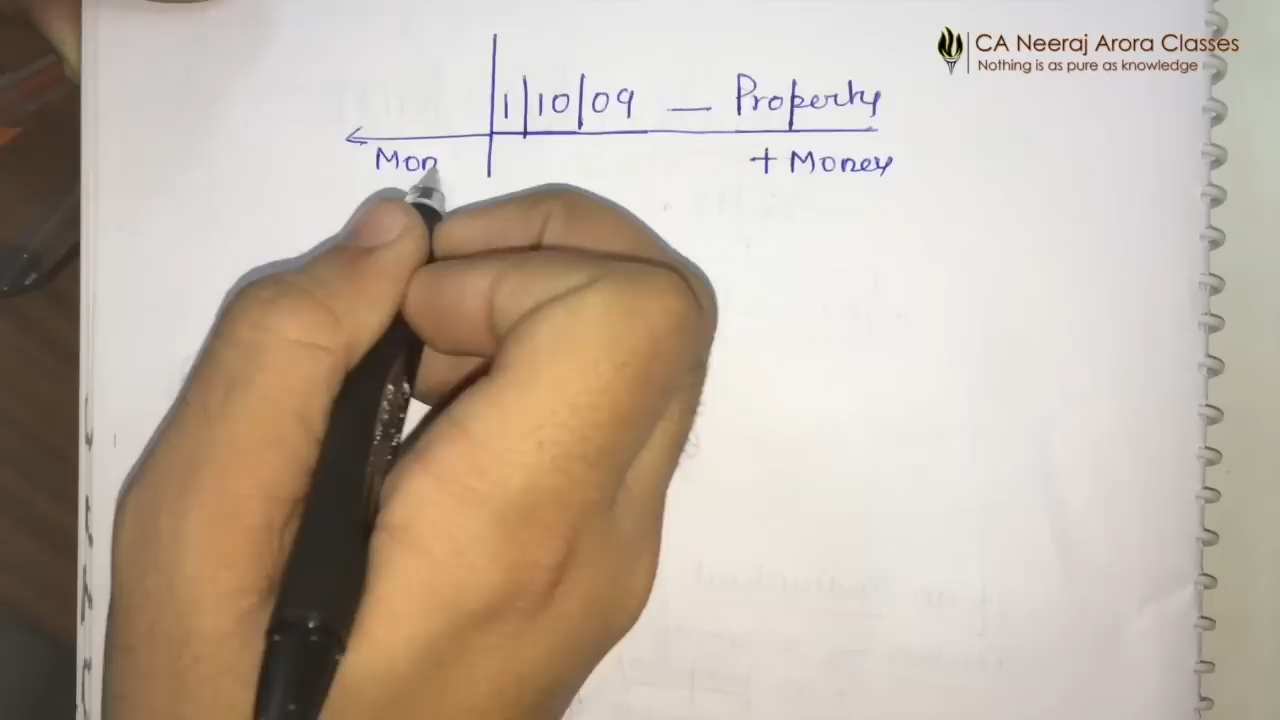 CA Neeraj Arora Classes
Nothing is as pure as knowledge
1/10/09 — Property
Mon + Money